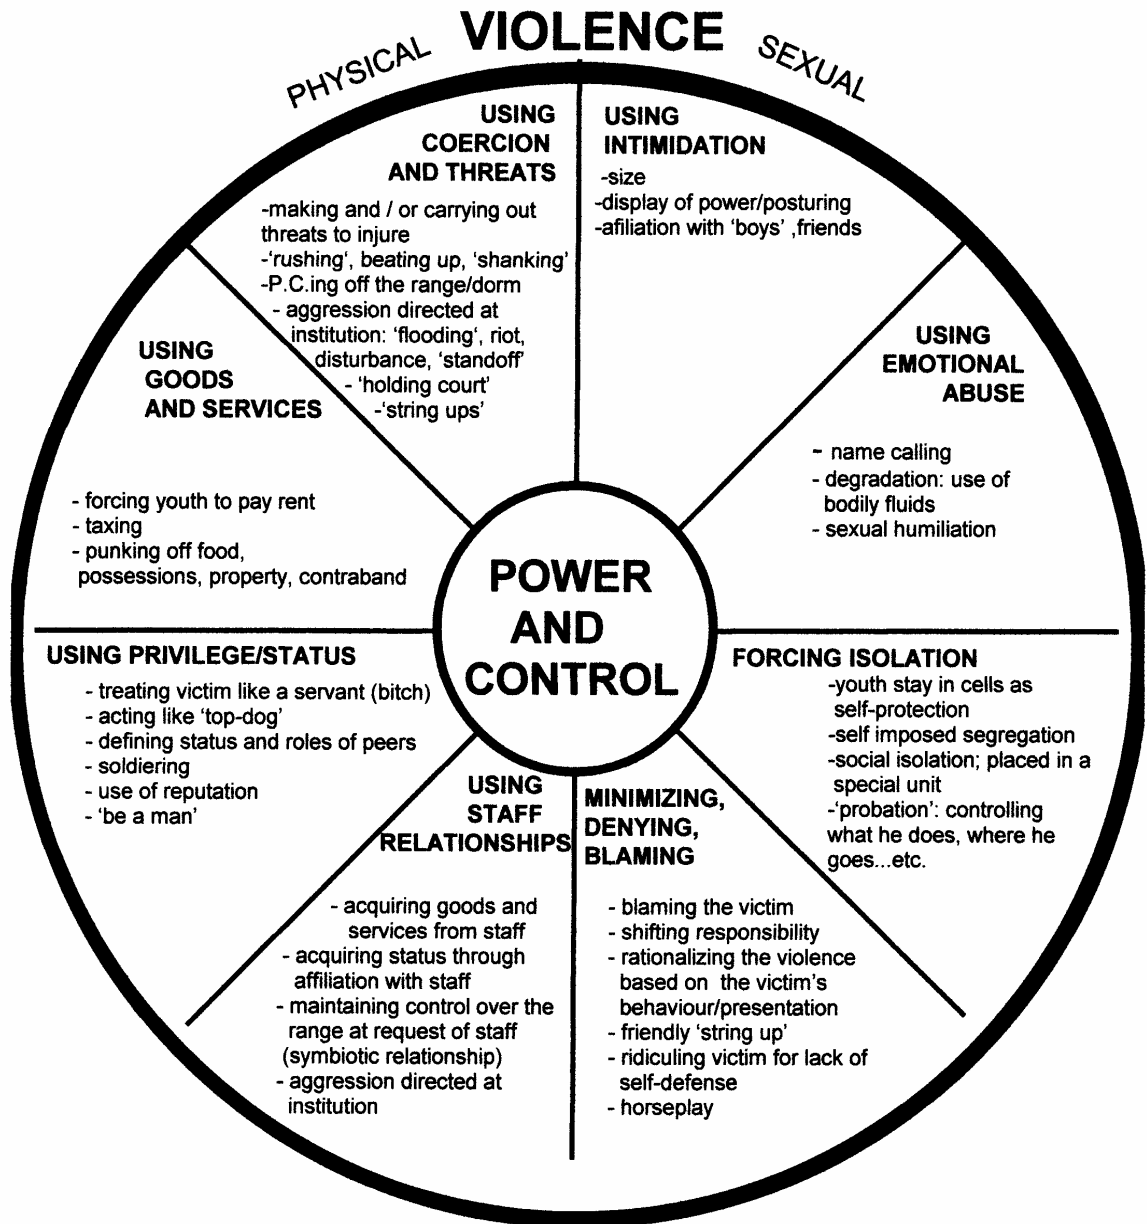 VIOLENCE
PHYSICAL
SEXUAL
USING
COERCION
AND THREATS
-making and / or carrying out
threats to injure
-‘rushing‘, beating up, ‘shanking’
-P.C.ing off the range/dorm
- aggression directed at
institution: ‘flooding‘, riot,
disturbance, ‘standoff’
- ‘holding court’
-‘string ups’
USING
INTIMIDATION
-size
-display of power/posturing
-afiliation with ‘boys’ ,friends
USING
EMOTIONAL
ABUSE
- name calling
- degradation: use of
bodily fluids
- sexual humiliation
FORCING ISOLATION
-youth stay in cells as
self-protection
-self imposed segregation
-social isolation; placed in a
special unit
-‘probation’: controlling
what he does, where he
goes...etc.
MINIMIZING,
DENYING,
BLAMING
- blaming the victim
- shifting responsibility
- rationalizing the violence
based on the victim’s
behaviour/presentation
- friendly ‘string up’
- ridiculing victim for lack of
self-defense
- horseplay
USING
STAFF
RELATIONSHIPS
- acquiring goods and
services from staff
- acquiring status through
affiliation with staff
- maintaining control over the
range at request of staff
(symbiotic relationship)
- aggression directed at
institution
USING PRIVILEGE/STATUS
- treating victim like a servant (bitch)
- acting like ‘top-dog’
- defining status and roles of peers
- soldiering
- use of reputation
- ‘be a man’
USING
GOODS
AND SERVICES
- forcing youth to pay rent
- taxing
- punking off food,
possessions, property, contraband
POWER
AND
CONTROL